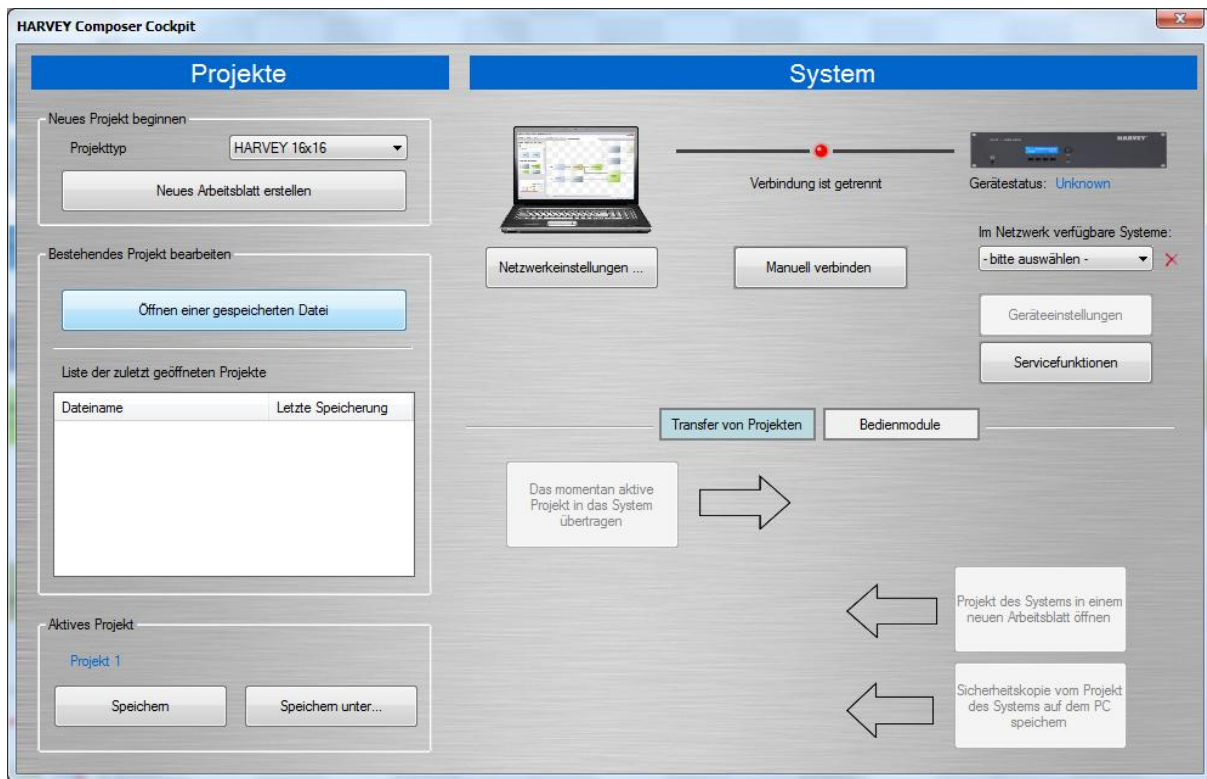 HARVEY Composer Cockpit
Projekte
Neues Projekt beginnen
Projekttyp
HARVEY 16x16
Neues Arbeitsblatt erstellen
Bestehendes Projekt bearbeiten
Öffnen einer gespeicherten Datei
Liste der zuletzt geöffneten Projekte
Dateiname
Letzte Speicherung
Aktives Projekt
Projekt 1
Speichern
Speichern unter...
System
HARVEY
Verbindung ist getrennt
Gerätestatus: Unknown
Im Netzwerk verfügbare Systeme:
- bitte auswählen -
Netzwerkeinstellungen ...
Manuell verbinden
Geräteeinstellungen
Servicefunktionen
Transfer von Projekten
Bedienmodule
Das momentan aktive
Projekt in das System
übertragen
Projekt des Systems in einem
neuen Arbeitsblatt öffnen
Sicherheitskopie vom Projekt
des Systems auf dem PC
speichern